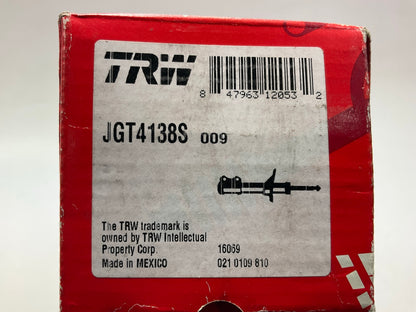 TRW
8 47963 12053 2
JGT4138S 009
The TRW trademark is
owned by TRW Intellectual
Property Corp. 16069
Made in MEXICO 021 0109 810